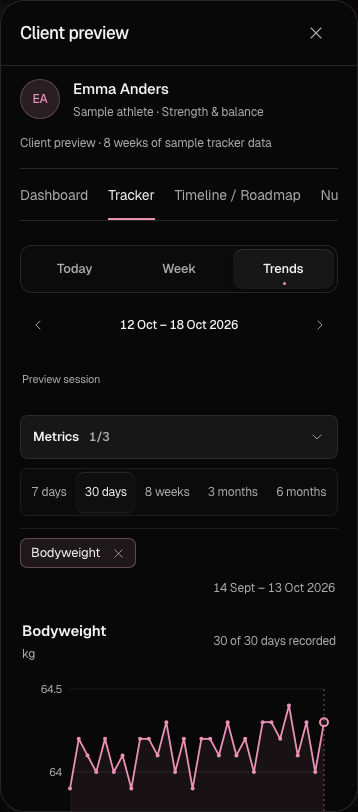 Client preview
EA
Emma Anders
Sample athlete · Strength & balance
Client preview · 8 weeks of sample tracker data
Dashboard Tracker Timeline / Roadmap Nu
Today Week Trends
12 Oct – 18 Oct 2026
Preview session
Metrics 1/3
7 days 30 days 8 weeks 3 months 6 months
Bodyweight
14 Sept – 13 Oct 2026
Bodyweight
30 of 30 days recorded
kg
64.5
64